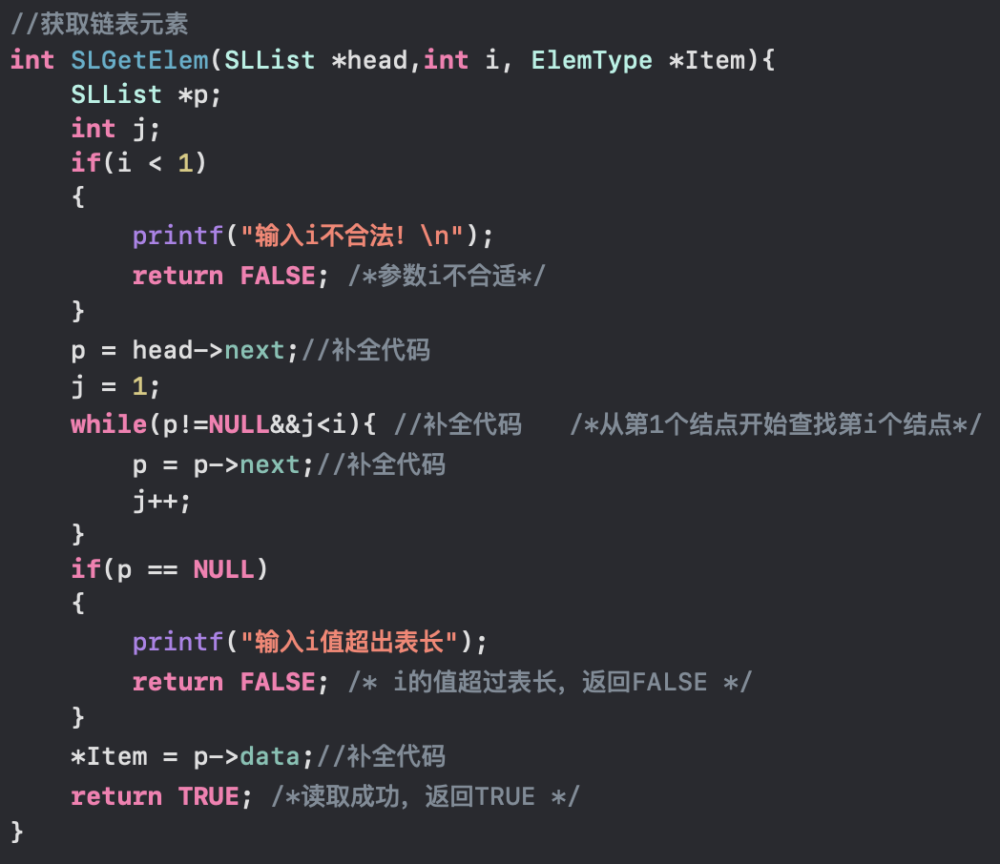 //获取链表元素
int SLGetElem(SLList *head,int i, ElemType *Item){
    SLList *p;
    int j;
    if(i < 1)
    {
        printf("输入i不合法！\n");
        return FALSE; /*参数i不合适*/
    }
    p = head->next;//补全代码
    j = 1;
    while(p!=NULL&&j<i){ //补全代码   /*从第1个结点开始查找第i个结点*/
        p = p->next;//补全代码
        j++;
    }
    if(p == NULL)
    {
        printf("输入i值超出表长");
        return FALSE; /* i的值超过表长，返回FALSE */
    }
    *Item = p->data;//补全代码
    return TRUE; /*读取成功，返回TRUE */
}